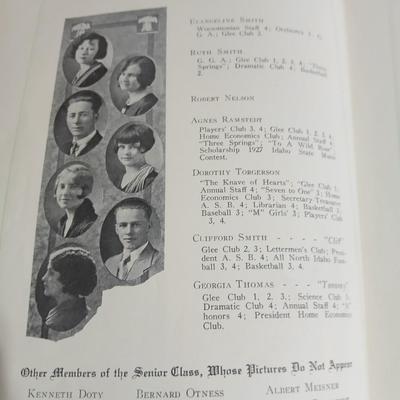 Evangeline Smith
Wocsomonian Staff 4; Orchestra 1, G.
G. A.; Glee Club 3.
Ruth Smith
G. G. A.; Glee Club 1, 2, 3, 4; "Three
Springs"; Dramatic Club 4; Basketball
2.
Robert Nelson
Agnes Ramstedt
Players' Club 3, 4; Glee Club 1, 2, 3, 4;
Home Economics Club 3; Annual Staff 4;
"Three Springs"; "To A Wild Rose"
Scholarship 1927 Idaho State Music
Contest.
Dorothy Torgerson
"The Knave of Hearts"; Glee Club 1;
Annual Staff 4; "Seven to One" 3; Home
Economics Club 3; Secretary-Treasurer
A. S. B. 4; Librarian 4; Basketball 3;
Baseball 3; "M" Girls' 3; Players' Club
3, 4.
Clifford Smith - - - - "Clif"
Glee Club 2, 3; Lettermen's Club; Presi-
dent A. S. B. 4; All North Idaho Foot-
ball 3, 4; Basketball 3, 4.
Georgia Thomas - - - "Tommy"
Glee Club 1, 2, 3,; Science Club
Dramatic Club 4; Annual Staff 4;
honors 4; President Home Economics
Club.
Other Members of the Senior Class, Whose Pictures Do Not Appear
Kenneth Doty Bernard Otness Albert Meisner